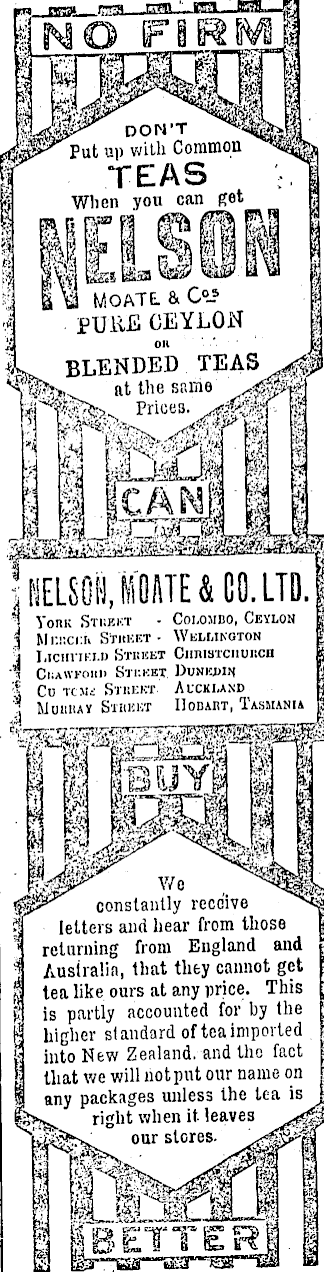 NO FIRM
DON'T
Put up with Common
TEAS
When you can get
NELSON
MOATE & Cos
PURE CEYLON
OR
BLENDED TEAS
at the same
Prices.
CAN
NELSON, MOATE & CO. LTD.
YORK STREET - COLOMBO, CEYLON
MERCER STREET - WELLINGTON
LICHFIELD STREET CHRISTCHURCH
CRAWFORD STREET, DUNEDIN
STREET AUCKLAND
MURRAY STREET HOBART, TASMANIA
BUY
We
constantly receive
letters and hear from those
returning from England and
Australia, that they cannot get
tea like ours at any price. This
is partly accounted for by the
higher standard of tea imported
into New Zealand, and the fact
that we will not put our name on
any packages unless the tea is
right when it leaves
our stores.
BETTER